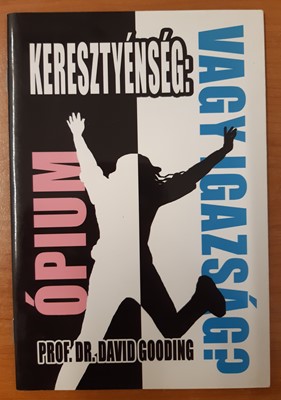 KERESZTYÉNSÉG:
ÓPIUM
VAGY IGAZSÁG?
PROF. DR. DAVID GOODING